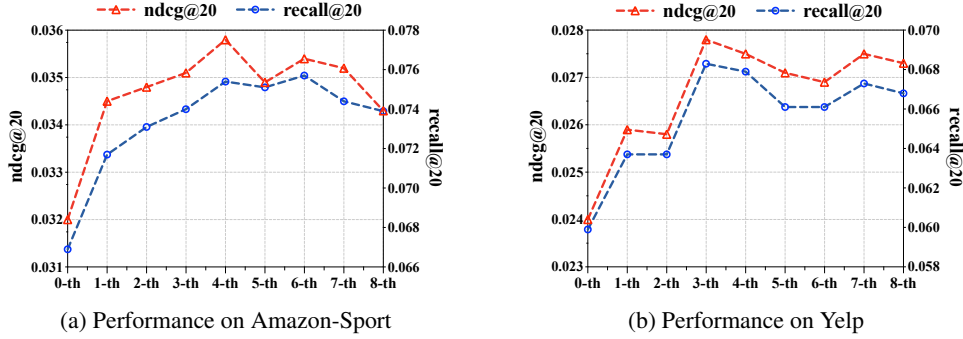 ndcg@20 recall@20
0.036
0.035
0.034
0.033
0.032
0.031
ndcg@20
0.078
0.076
0.074
0.072
0.070
0.068
0.066
recall@20
0-th 1-th 2-th 3-th 4-th 5-th 6-th 7-th 8-th
(a) Performance on Amazon-Sport
ndcg@20 recall@20
0.028
0.027
0.026
0.025
0.024
0.023
ndcg@20
0.070
0.068
0.066
0.064
0.062
0.060
0.058
recall@20
0-th 1-th 2-th 3-th 4-th 5-th 6-th 7-th 8-th
(b) Performance on Yelp